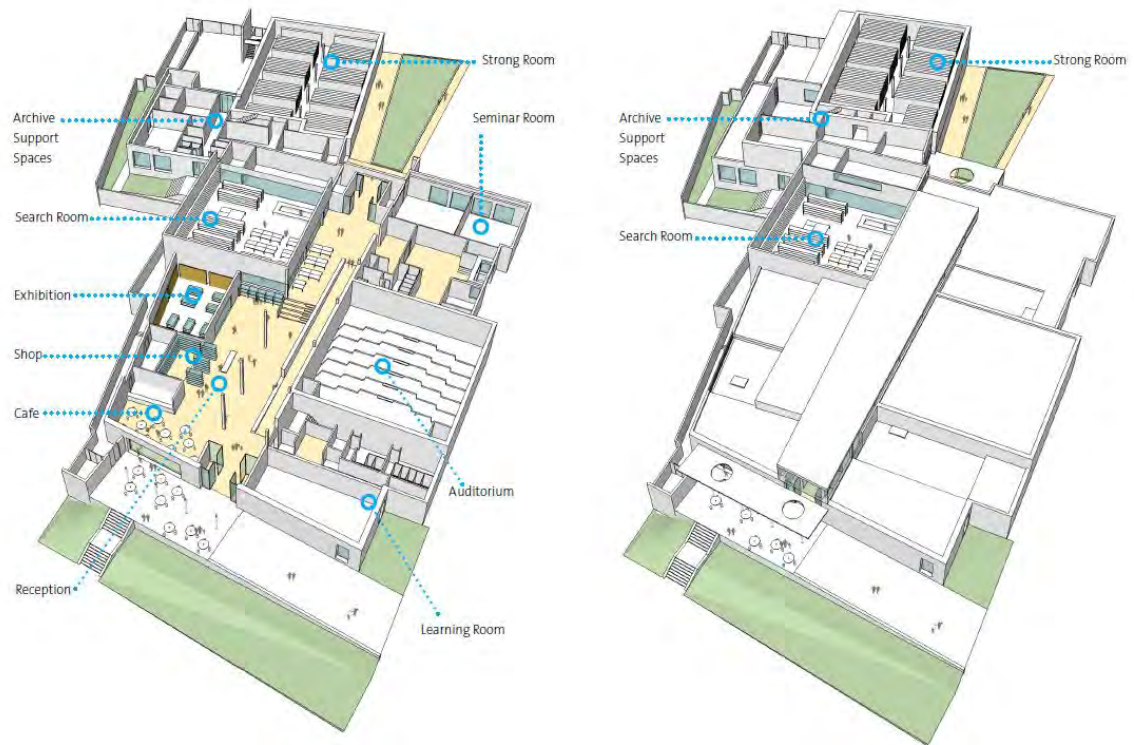 Strong Room
Archive
Support
Spaces
Seminar Room
Search Room
Exhibition
Shop
Cafe
Auditorium
Reception
Learning Room
Strong Room
Archive
Support
Spaces
Search Room